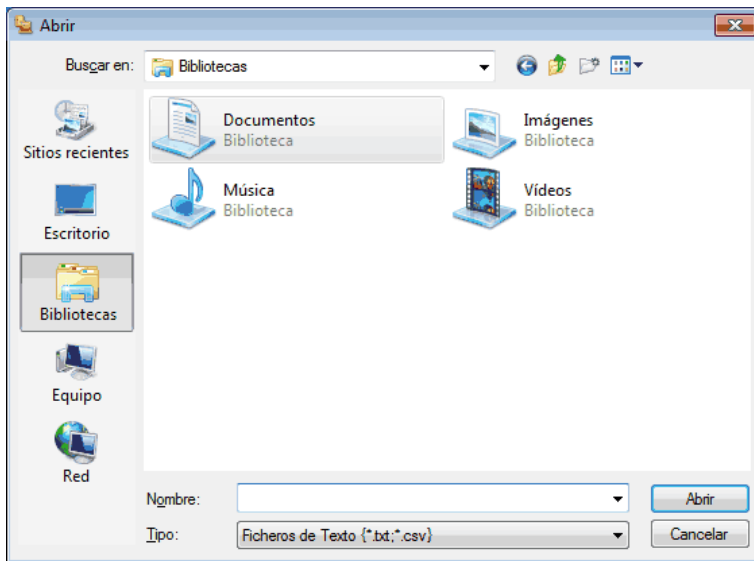 Abrir
Buscar en: Bibliotecas
Sitios recientes
Escritorio
Bibliotecas
Equipo
Red
Documentos
Biblioteca
Imágenes
Biblioteca
Música
Biblioteca
Vídeos
Biblioteca
Nombre:
Abrir
Tipo: Ficheros de Texto {*.txt;*.csv}
Cancelar